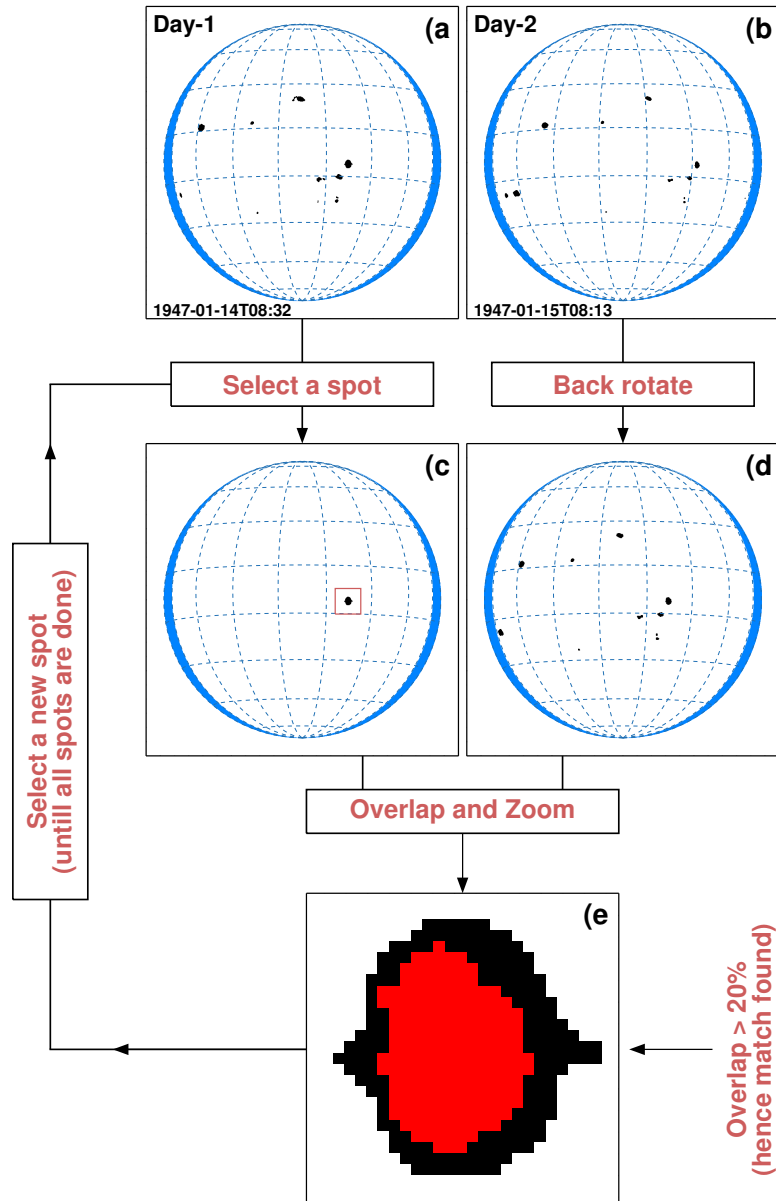 Day-1
(a
Day-2
(b
1947-01-14T08:32
1947-01-15T08:13
Select a spot
Back rotate
(c
(d
Select a new spot
(untill all spots are done)
Overlap and Zoom
(e
Overlap > 20%
(hence match found)